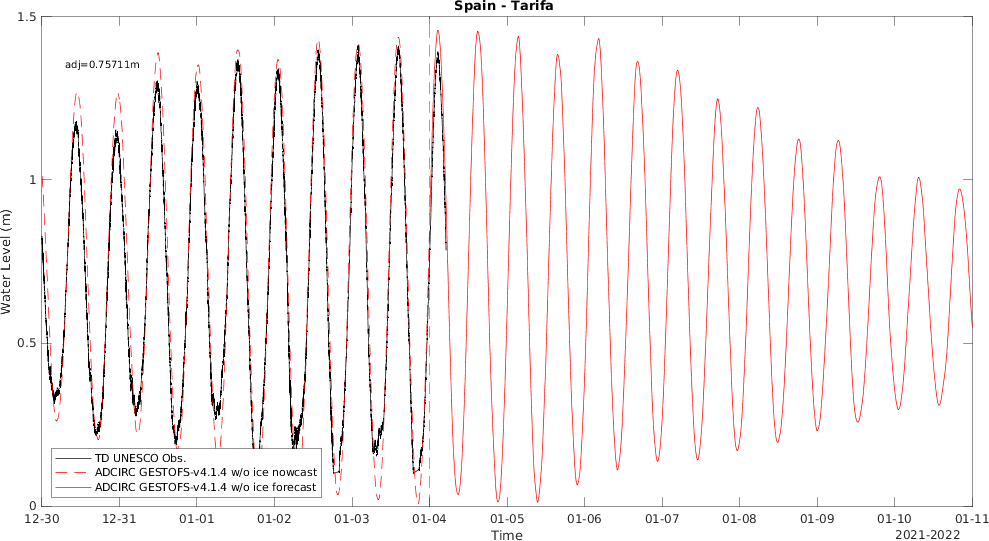 Spain - Tarifa
adj=0.75711m
1.5
1
0.5
0
Water Level (m)
TD UNESCO Obs.
ADCIRC GESTOFS-v4.1.4 w/o ice nowcast
ADCIRC GESTOFS-v4.1.4 w/o ice forecast
12-30 12-31 01-01 01-02 01-03 01-04 01-05 01-06 01-07 01-08 01-09 01-10 01-11
Time
2021-2022